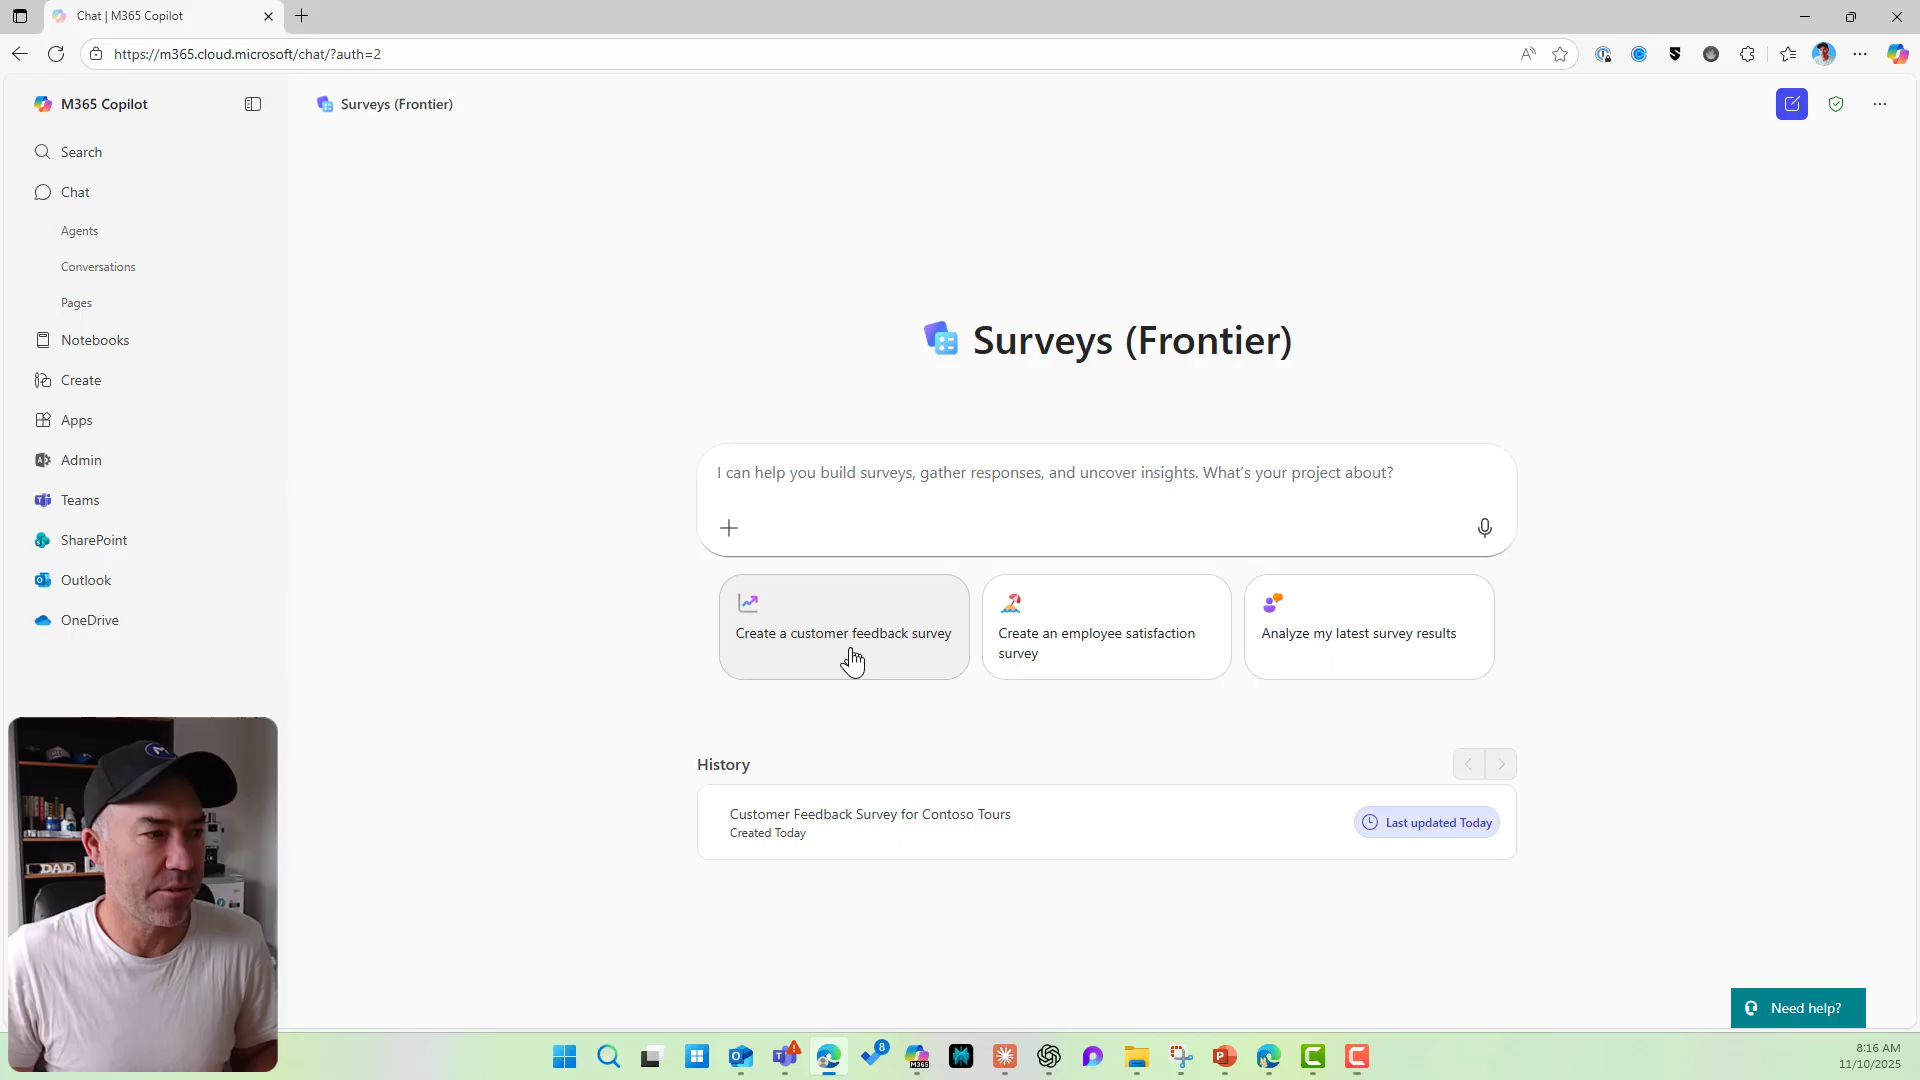 Chat | M365 Copilot
https://m365.cloud.microsoft/chat/?auth=2
M365 Copilot
Surveys (Frontier)
Search
Chat
Agents
Conversations
Pages
Notebooks
Create
Apps
Admin
Teams
SharePoint
Outlook
OneDrive
Surveys (Frontier)
I can help you build surveys, gather responses, and uncover insights. What's your project about?
Create a customer feedback survey
Create an employee satisfaction
survey
Analyze my latest survey results
History
Customer Feedback Survey for Contoso Tours
Created Today
Last updated Today
DAD
Need help?
8
M365
8:16 AM
11/10/2025